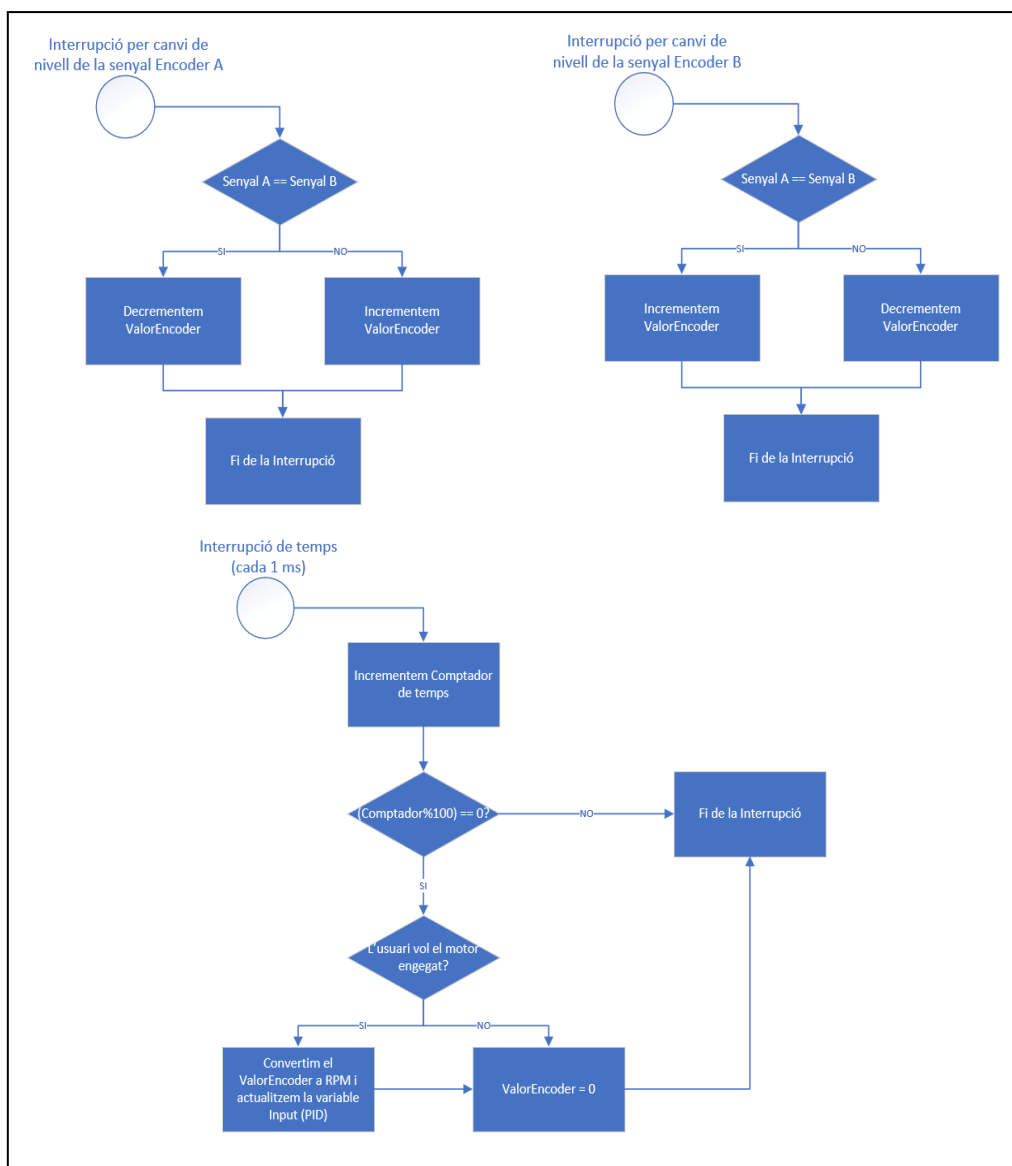 Interrupció per canvi de
nivell de la senyal Encoder A
Senyal A == Senyal B
SI
NO
Decrementem
ValorEncoder
Incrementem
ValorEncoder
Fi de la Interrupció
Interrupció per canvi de
nivell de la senyal Encoder B
Senyal A == Senyal B
SI
NO
Incrementem
ValorEncoder
Decrementem
ValorEncoder
Fi de la Interrupció
Interrupció de temps
(cada 1 ms)
Incrementem Comptador
de temps
(Comptador%100) == 0?
NO
Fi de la Interrupció
SI
L'usuari vol el motor
engegat?
SI
NO
Convertim el
ValorEncoder a RPM i
actualitzem la variable
Input (PID)
ValorEncoder = 0